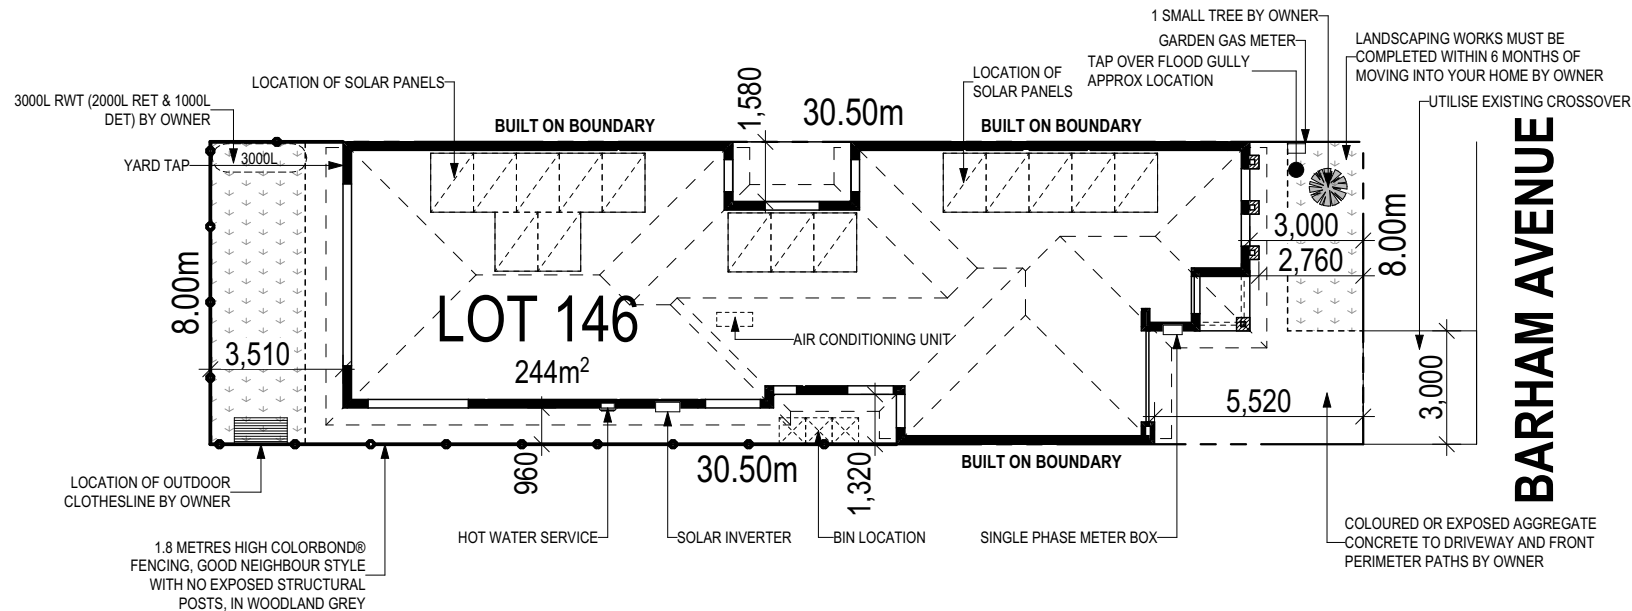 1 SMALL TREE BY OWNER
GARDEN GAS METER
TAP OVER FLOOD GULLY
APPROX LOCATION
LANDSCAPING WORKS MUST BE
COMPLETED WITHIN 6 MONTHS OF
MOVING INTO YOUR HOME BY OWNER
UTILISE EXISTING CROSSOVER
LOCATION OF SOLAR PANELS
LOCATION OF
SOLAR PANELS
3000L RWT (2000L RET & 1000L
DET) BY OWNER
1,580
30.50m
BUILT ON BOUNDARY
BUILT ON BOUNDARY
YARD TAP
3000L
3,000
2,760
8.00m
BARHAM AVENUE
8.00m
LOT 146
244m²
AIR CONDITIONING UNIT
3,510
5,520
3,000
960
30.50m
1,320
BUILT ON BOUNDARY
LOCATION OF OUTDOOR
CLOTHESLINE BY OWNER
HOT WATER SERVICE
SOLAR INVERTER
BIN LOCATION
SINGLE PHASE METER BOX
COLOURED OR EXPOSED AGGREGATE
CONCRETE TO DRIVEWAY AND FRONT
PERIMETER PATHS BY OWNER
1.8 METRES HIGH COLORBOND®
FENCING, GOOD NEIGHBOUR STYLE
WITH NO EXPOSED STRUCTURAL
POSTS, IN WOODLAND GREY